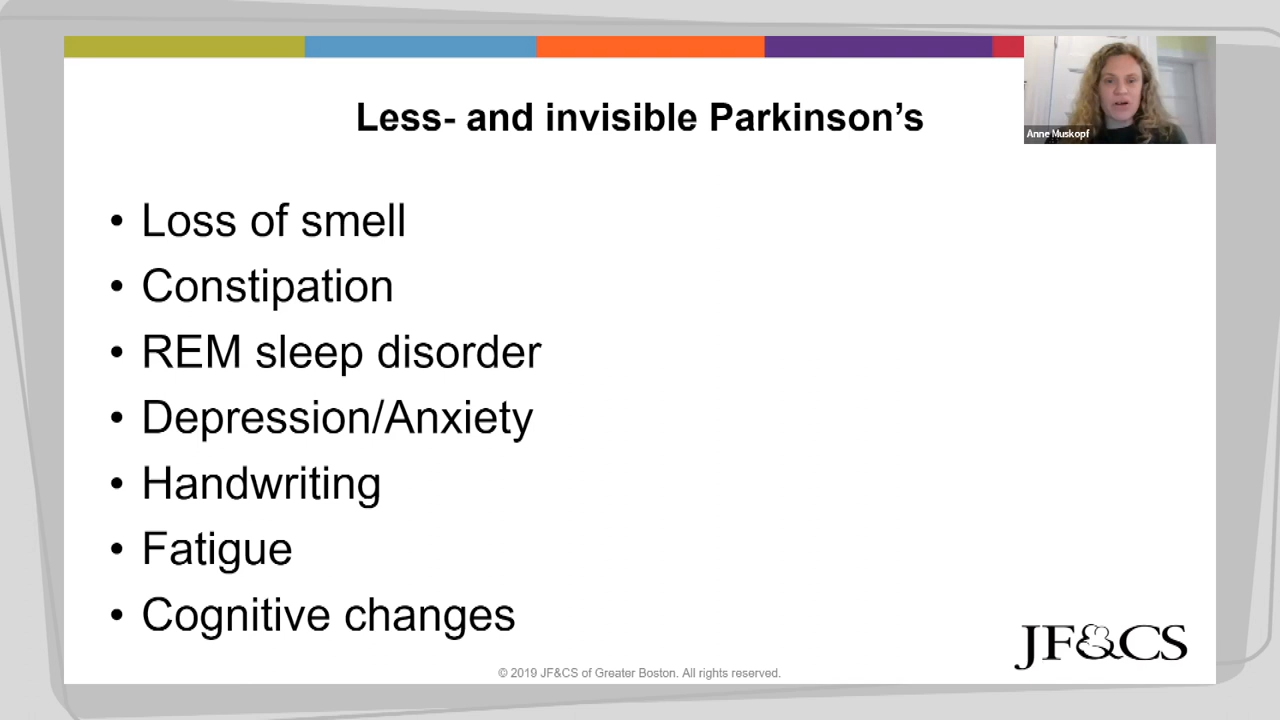 Less- and invisible Parkinson’s
Anne Muskopf
• Loss of smell
• Constipation
• REM sleep disorder
• Depression/Anxiety
• Handwriting
• Fatigue
• Cognitive changes
JF&CS
© 2019 JF&CS of Greater Boston. All rights reserved.